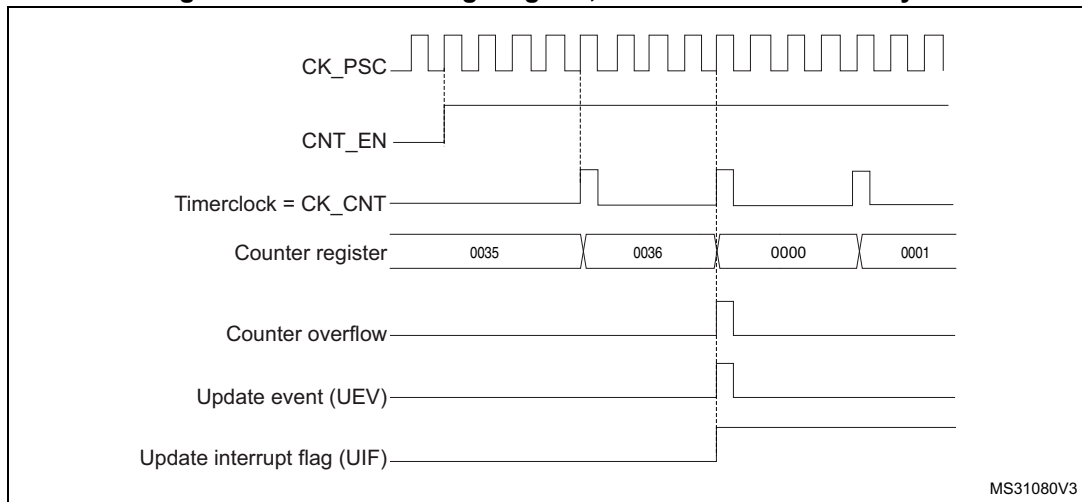 CK_PSC
CNT_EN
Timerclock = CK_CNT
Counter register 0035 0036 0000 0001
Counter overflow
Update event (UEV)
Update interrupt flag (UIF)
MS31080V3